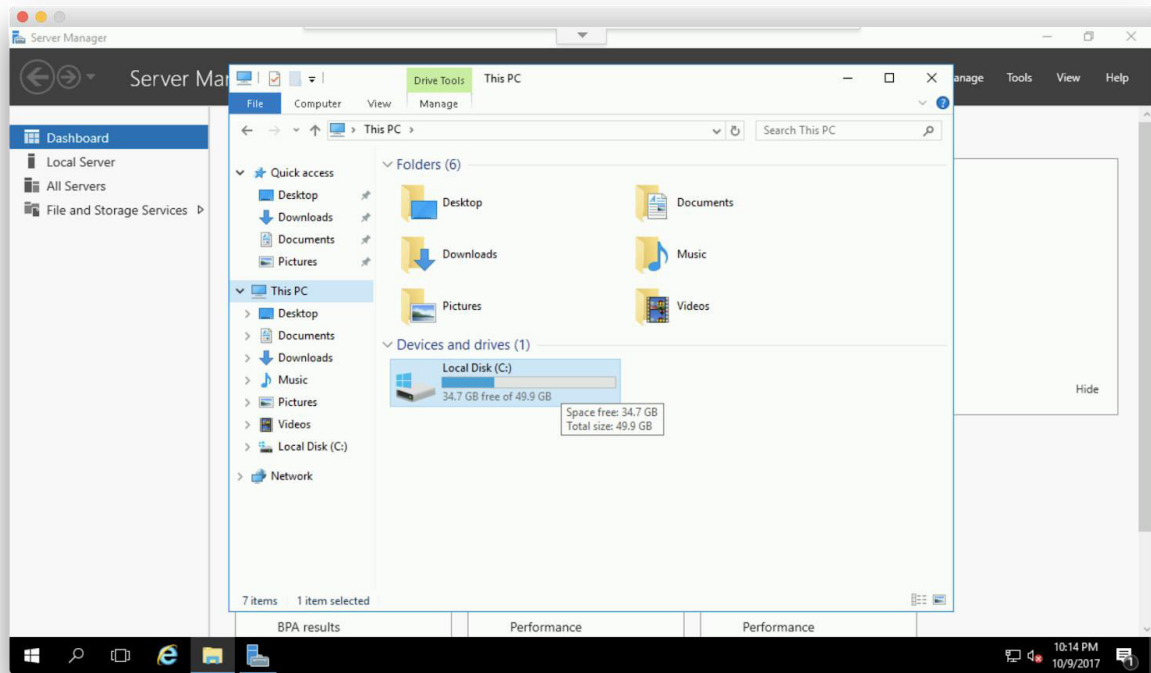 Server Manager
Server Mar
anage
Tools
View
Help
Dashboard
Local Server
All Servers
File and Storage Services
Drive Tools
This PC
File
Computer
View
Manage
This PC
Search This PC
Quick access
Desktop
Downloads
Documents
Pictures
This PC
Desktop
Documents
Downloads
Music
Pictures
Videos
Local Disk (C:)
Network
Folders (6)
Desktop
Documents
Downloads
Music
Pictures
Videos
Devices and drives (1)
Local Disk (C:)
34.7 GB free of 49.9 GB
Space free: 34.7 GB
Total size: 49.9 GB
7 items
1 item selected
Hide
BPA results
Performance
Performance
10:14 PM
10/9/2017
1